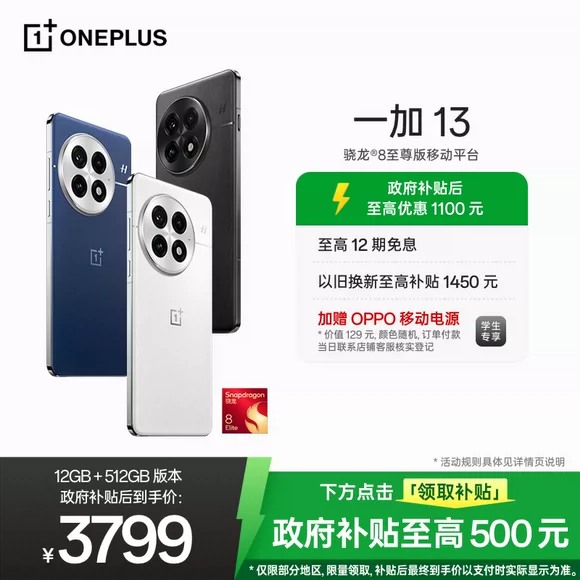 ONEPLUS
一加 13
骁龙®8至尊版移动平台
政府补贴后
至高优惠 1100 元
至高 12 期免息
以旧换新至高补贴 1450 元
加赠 OPPO 移动电源
* 价值 129 元, 颜色随机, 订单付款
当日联系店铺客服核实登记
学生
专享
Snapdragon
骁龙
8
Elite
* 活动规则具体见详情页说明
12GB + 512GB 版本
政府补贴后到手价:
¥3799
下方点击「领取补贴」
政府补贴至高 500 元
* 仅限部分地区, 限量领取, 补贴后最终到手价以支付时实际显示为准。